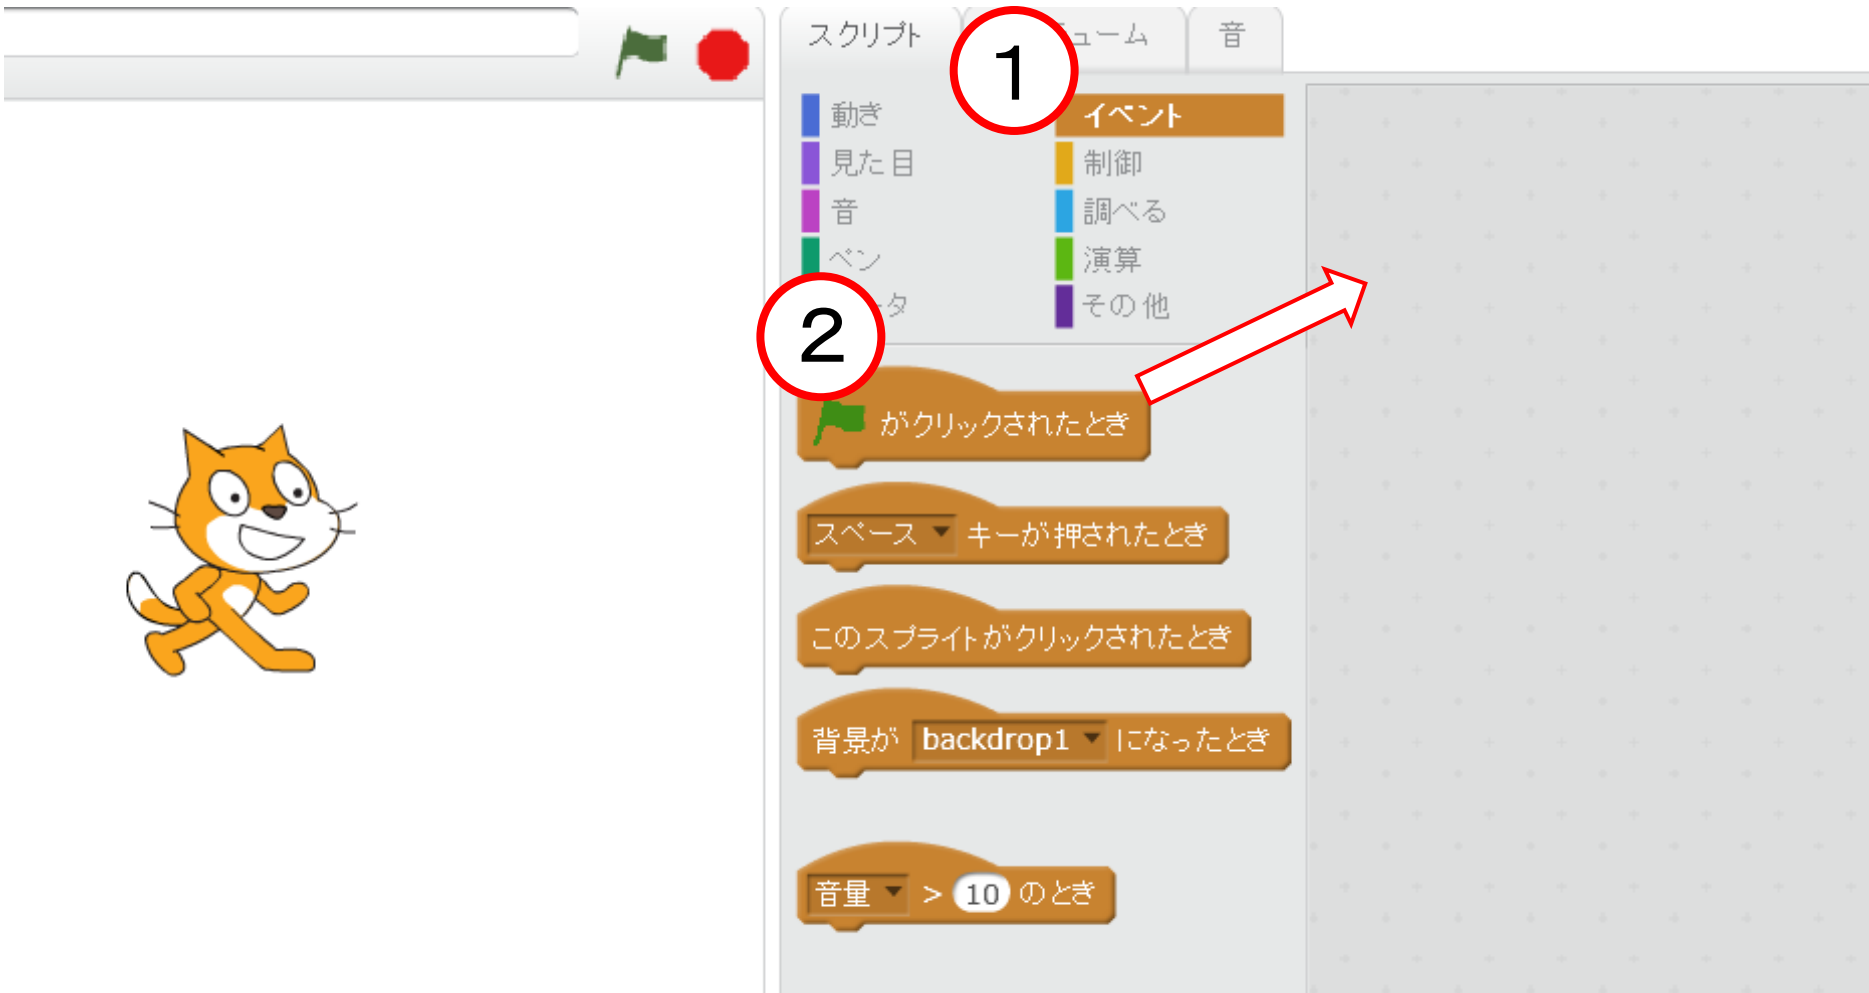 スクリプト
ューム
音
1
動き
イベント
見た目
制御
音
調べる
ペン
演算
ータ
その他
2
がクリックされたとき
スペース キーが押されたとき
このスプライトがクリックされたとき
背景が backdrop1 になったとき
音量 > 10 のとき